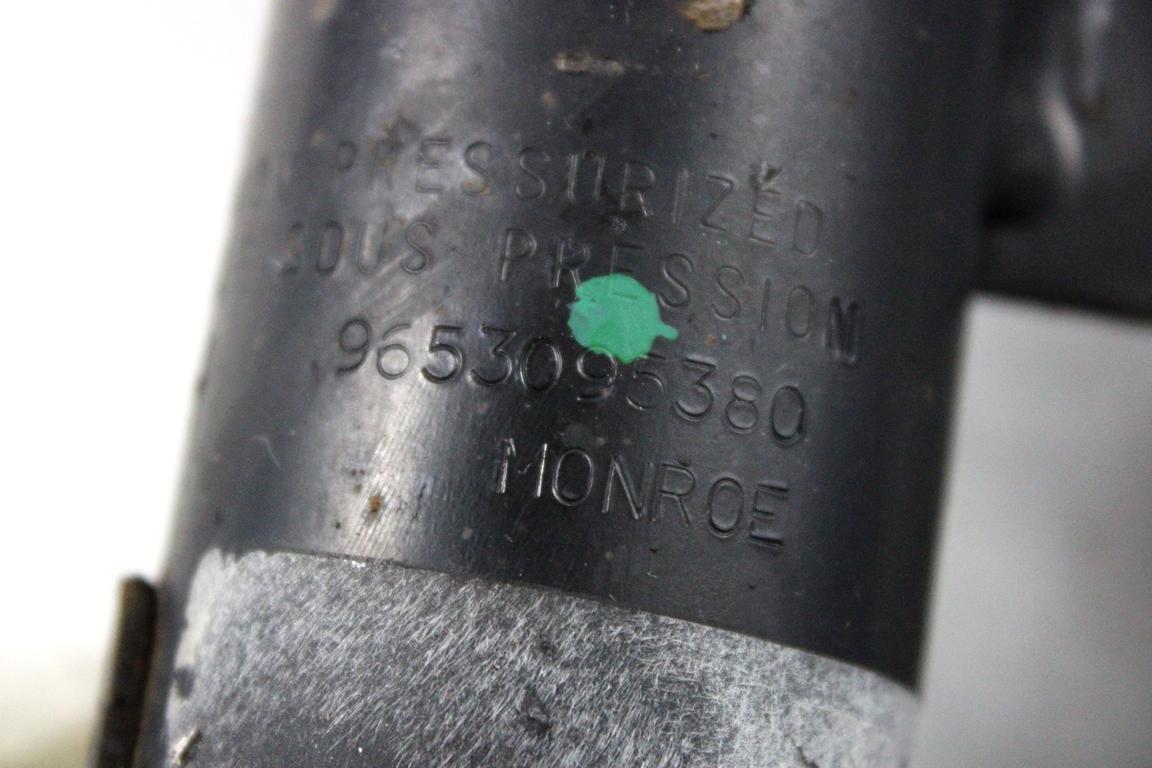 PRESSURIZED
SOUS PRESSION
9653095380
MONROE